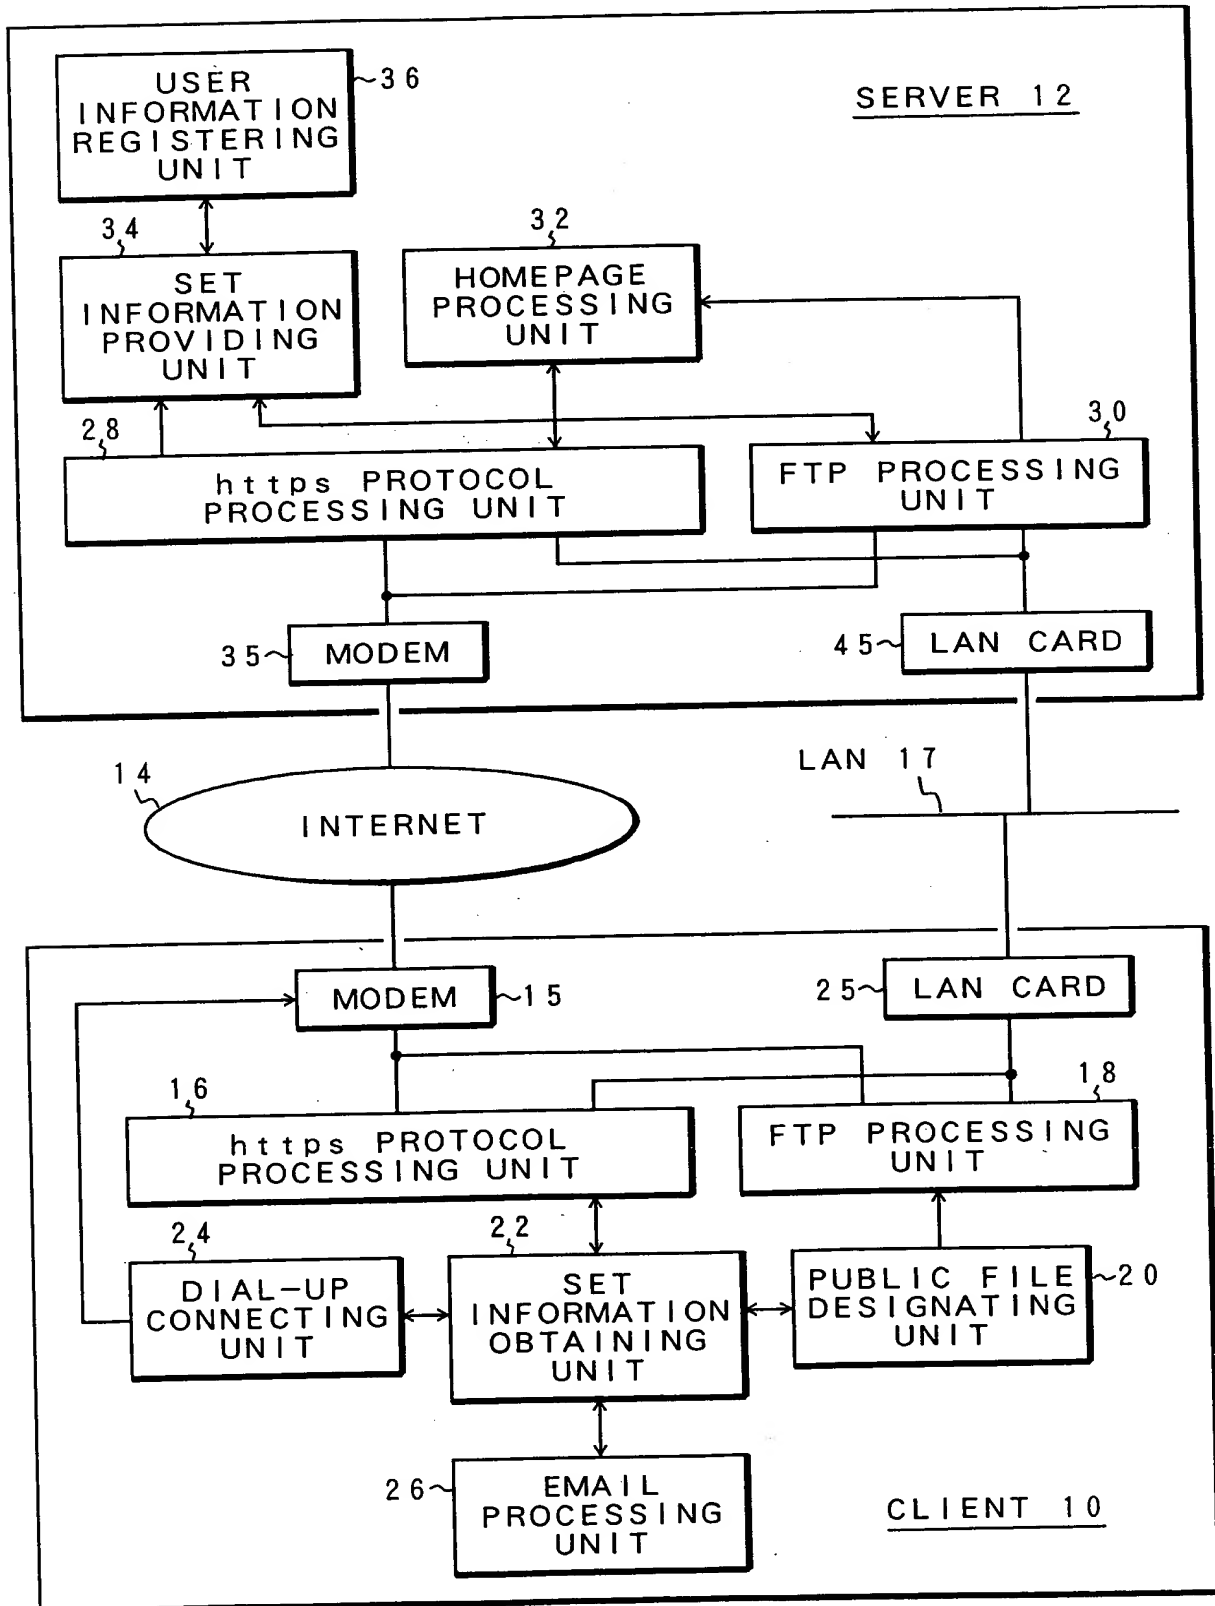 USER
INFORMATION
REGISTERING
UNIT
36
SERVER 12
34
SET
INFORMATION
PROVIDING
UNIT
32
HOMEPAGE
PROCESSING
UNIT
28
https PROTOCOL
PROCESSING UNIT
30
FTP PROCESSING
UNIT
35
MODEM
45
LAN CARD
14
INTERNET
LAN 17
MODEM
15
25
LAN CARD
16
https PROTOCOL
PROCESSING UNIT
18
FTP PROCESSING
UNIT
24
DIAL-UP
CONNECTING
UNIT
22
SET
INFORMATION
OBTAINING
UNIT
PUBLIC FILE
DESIGNATING
UNIT
20
26
EMAIL
PROCESSING
UNIT
CLIENT 10